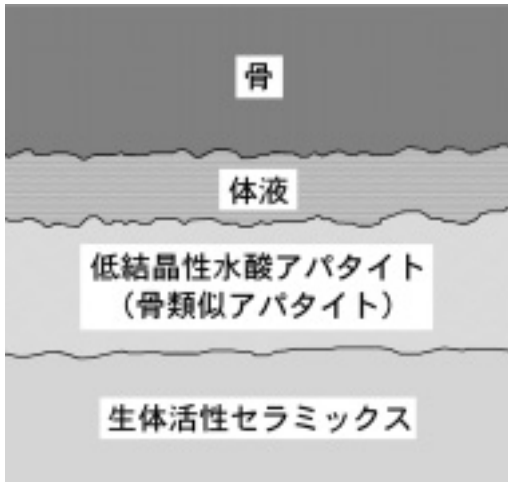 骨
体液
低結晶性水酸アパタイト
（骨類似アパタイト）
生体活性セラミックス